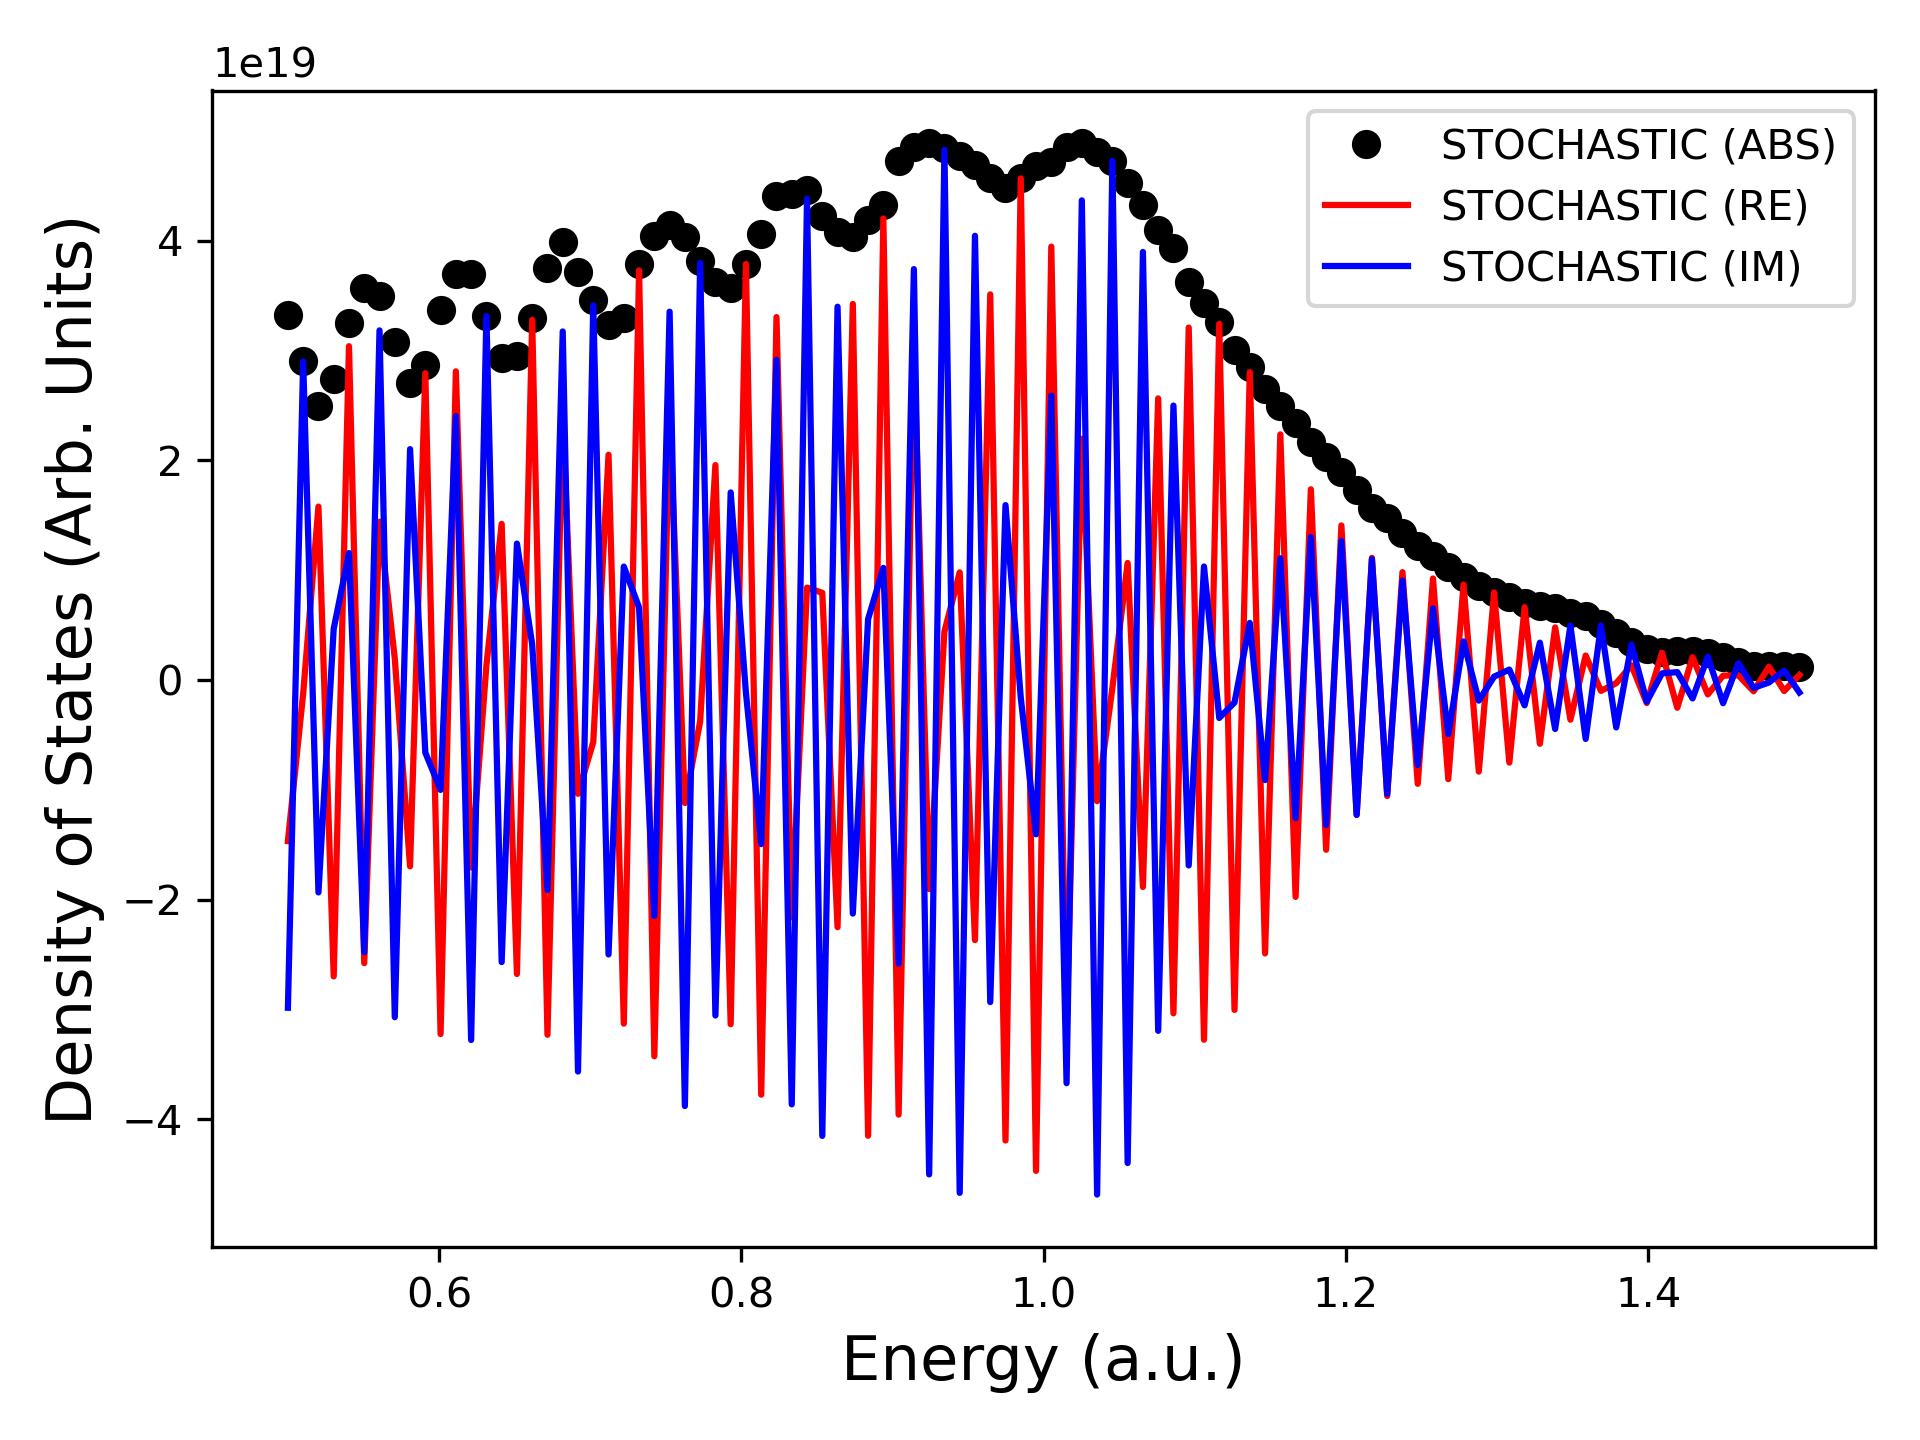 1e19
STOCHASTIC (ABS)
STOCHASTIC (RE)
STOCHASTIC (IM)
Density of States (Arb. Units)
4
2
0
−2
−4
0.6 0.8 1.0 1.2 1.4
Energy (a.u.)